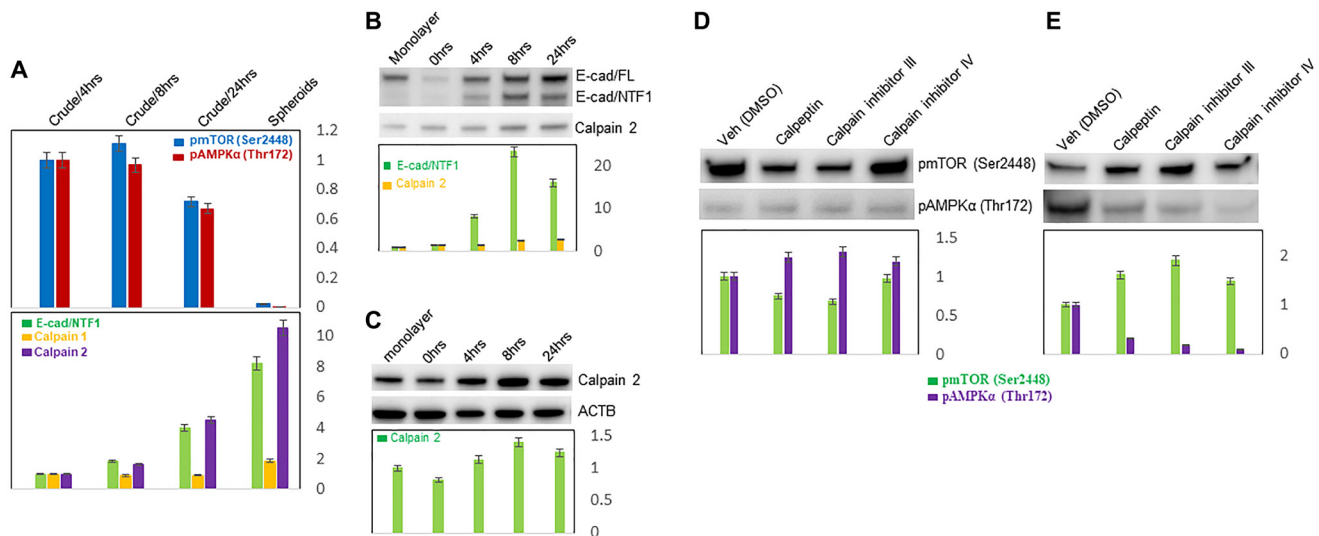 A
Crude/4hrs
Crude/8hrs
Crude/24hrs
Spheroids
pmTOR (Ser2448)
pAMPKα (Thr172)
1.2
1
0.8
0.6
0.4
0.2
0
E-cad/NTF1
Calpain 1
Calpain 2
10
8
6
4
2
0
B
Monolayer
0hrs
4hrs
8hrs
24hrs
E-cad/FL
E-cad/NTF1
Calpain 2
E-cad/NTF1
Calpain 2
20
10
0
C
monolayer
0hrs
4hrs
8hrs
24hrs
Calpain 2
ACTB
Calpain 2
1.5
1
0.5
0
D
Veh (DMSO)
Calpeptin
Calpain inhibitor III
Calpain inhibitor IV
pmTOR (Ser2448)
pAMPKα (Thr172)
1.5
1
0.5
0
E
Veh (DMSO)
Calpeptin
Calpain inhibitor III
Calpain inhibitor IV
2
1
0
pmTOR (Ser2448)
pAMPKα (Thr172)